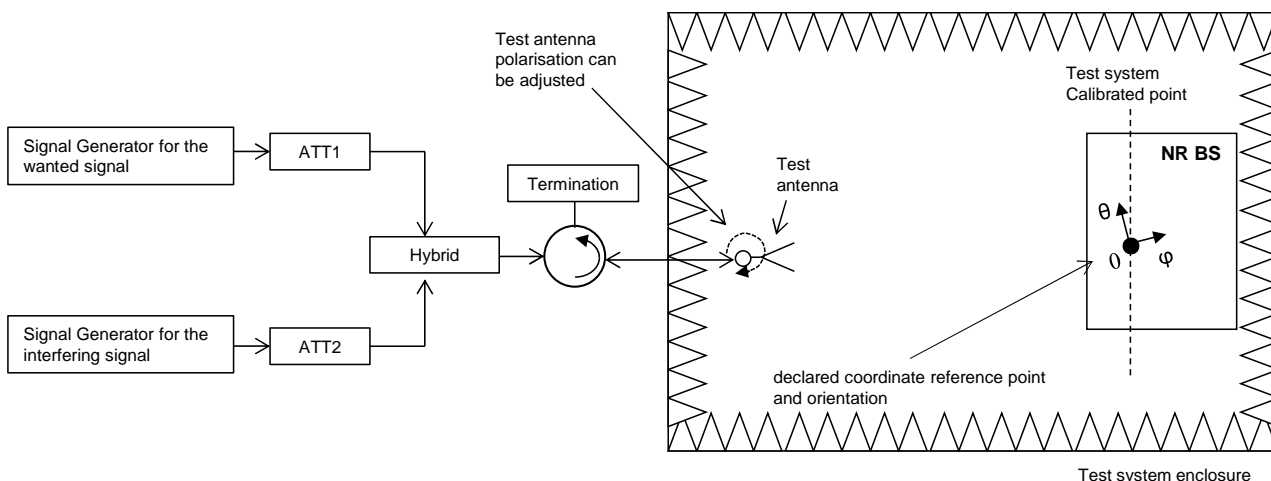 Test antenna
polarisation can
be adjusted
Test system
Calibrated point
Signal Generator for the
wanted signal
ATT1
NR BS
Termination
Test
antenna
θ
Hybrid
0
φ
Signal Generator for the
interfering signal
ATT2
declared coordinate reference point
and orientation
Test system enclosure